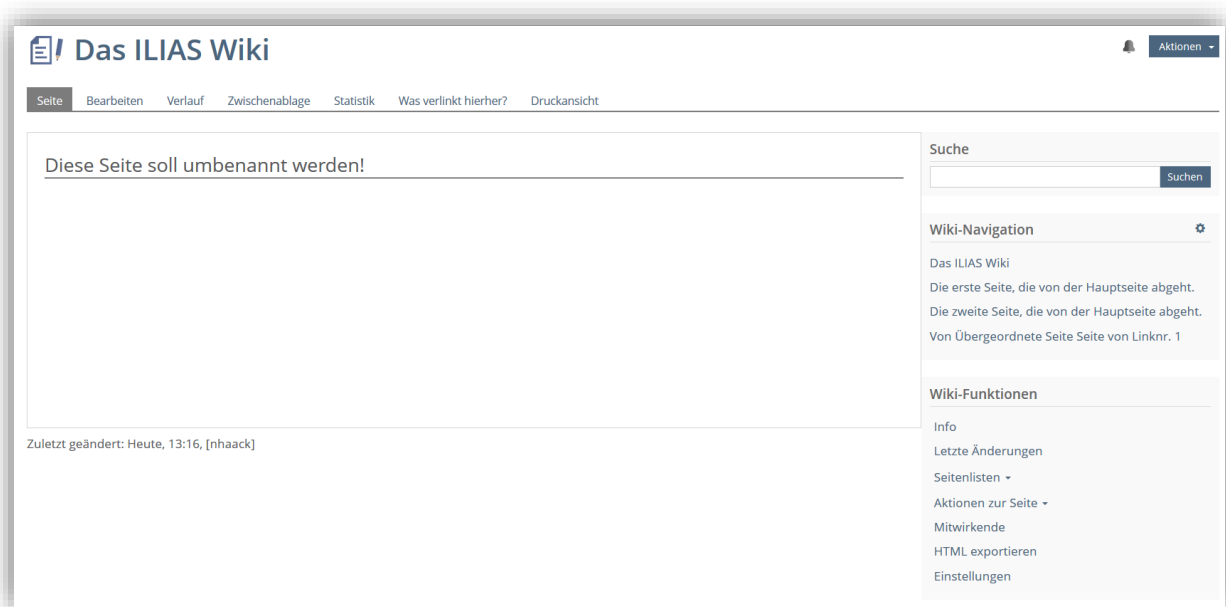 Das ILIAS Wiki
Aktionen
Seite Bearbeiten Verlauf Zwischenablage Statistik Was verlinkt hierher? Druckansicht
Diese Seite soll umbenannt werden!
Zuletzt geändert: Heute, 13:16, [nhaack]
Suche
Suchen
Wiki-Navigation
Das ILIAS Wiki
Die erste Seite, die von der Hauptseite abgeht.
Die zweite Seite, die von der Hauptseite abgeht.
Von Übergeordnete Seite Seite von Linknr. 1
Wiki-Funktionen
Info
Letzte Änderungen
Seitenlisten
Aktionen zur Seite
Mitwirkende
HTML exportieren
Einstellungen